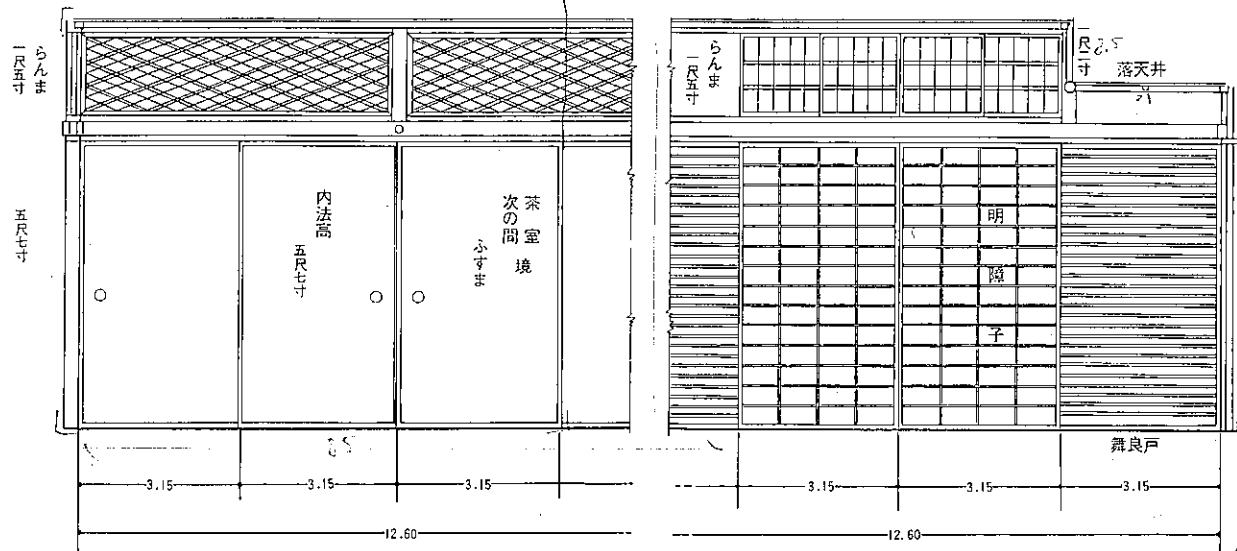 らんま
一尺五寸
五尺七寸
内法高
五尺七寸
茶室境
次の間
ふすま
3.15
3.15
3.15
12.60
らんま
一尺五寸
尺二寸
落天井
明障子
舞良戸
3.15
3.15
3.15
12.60